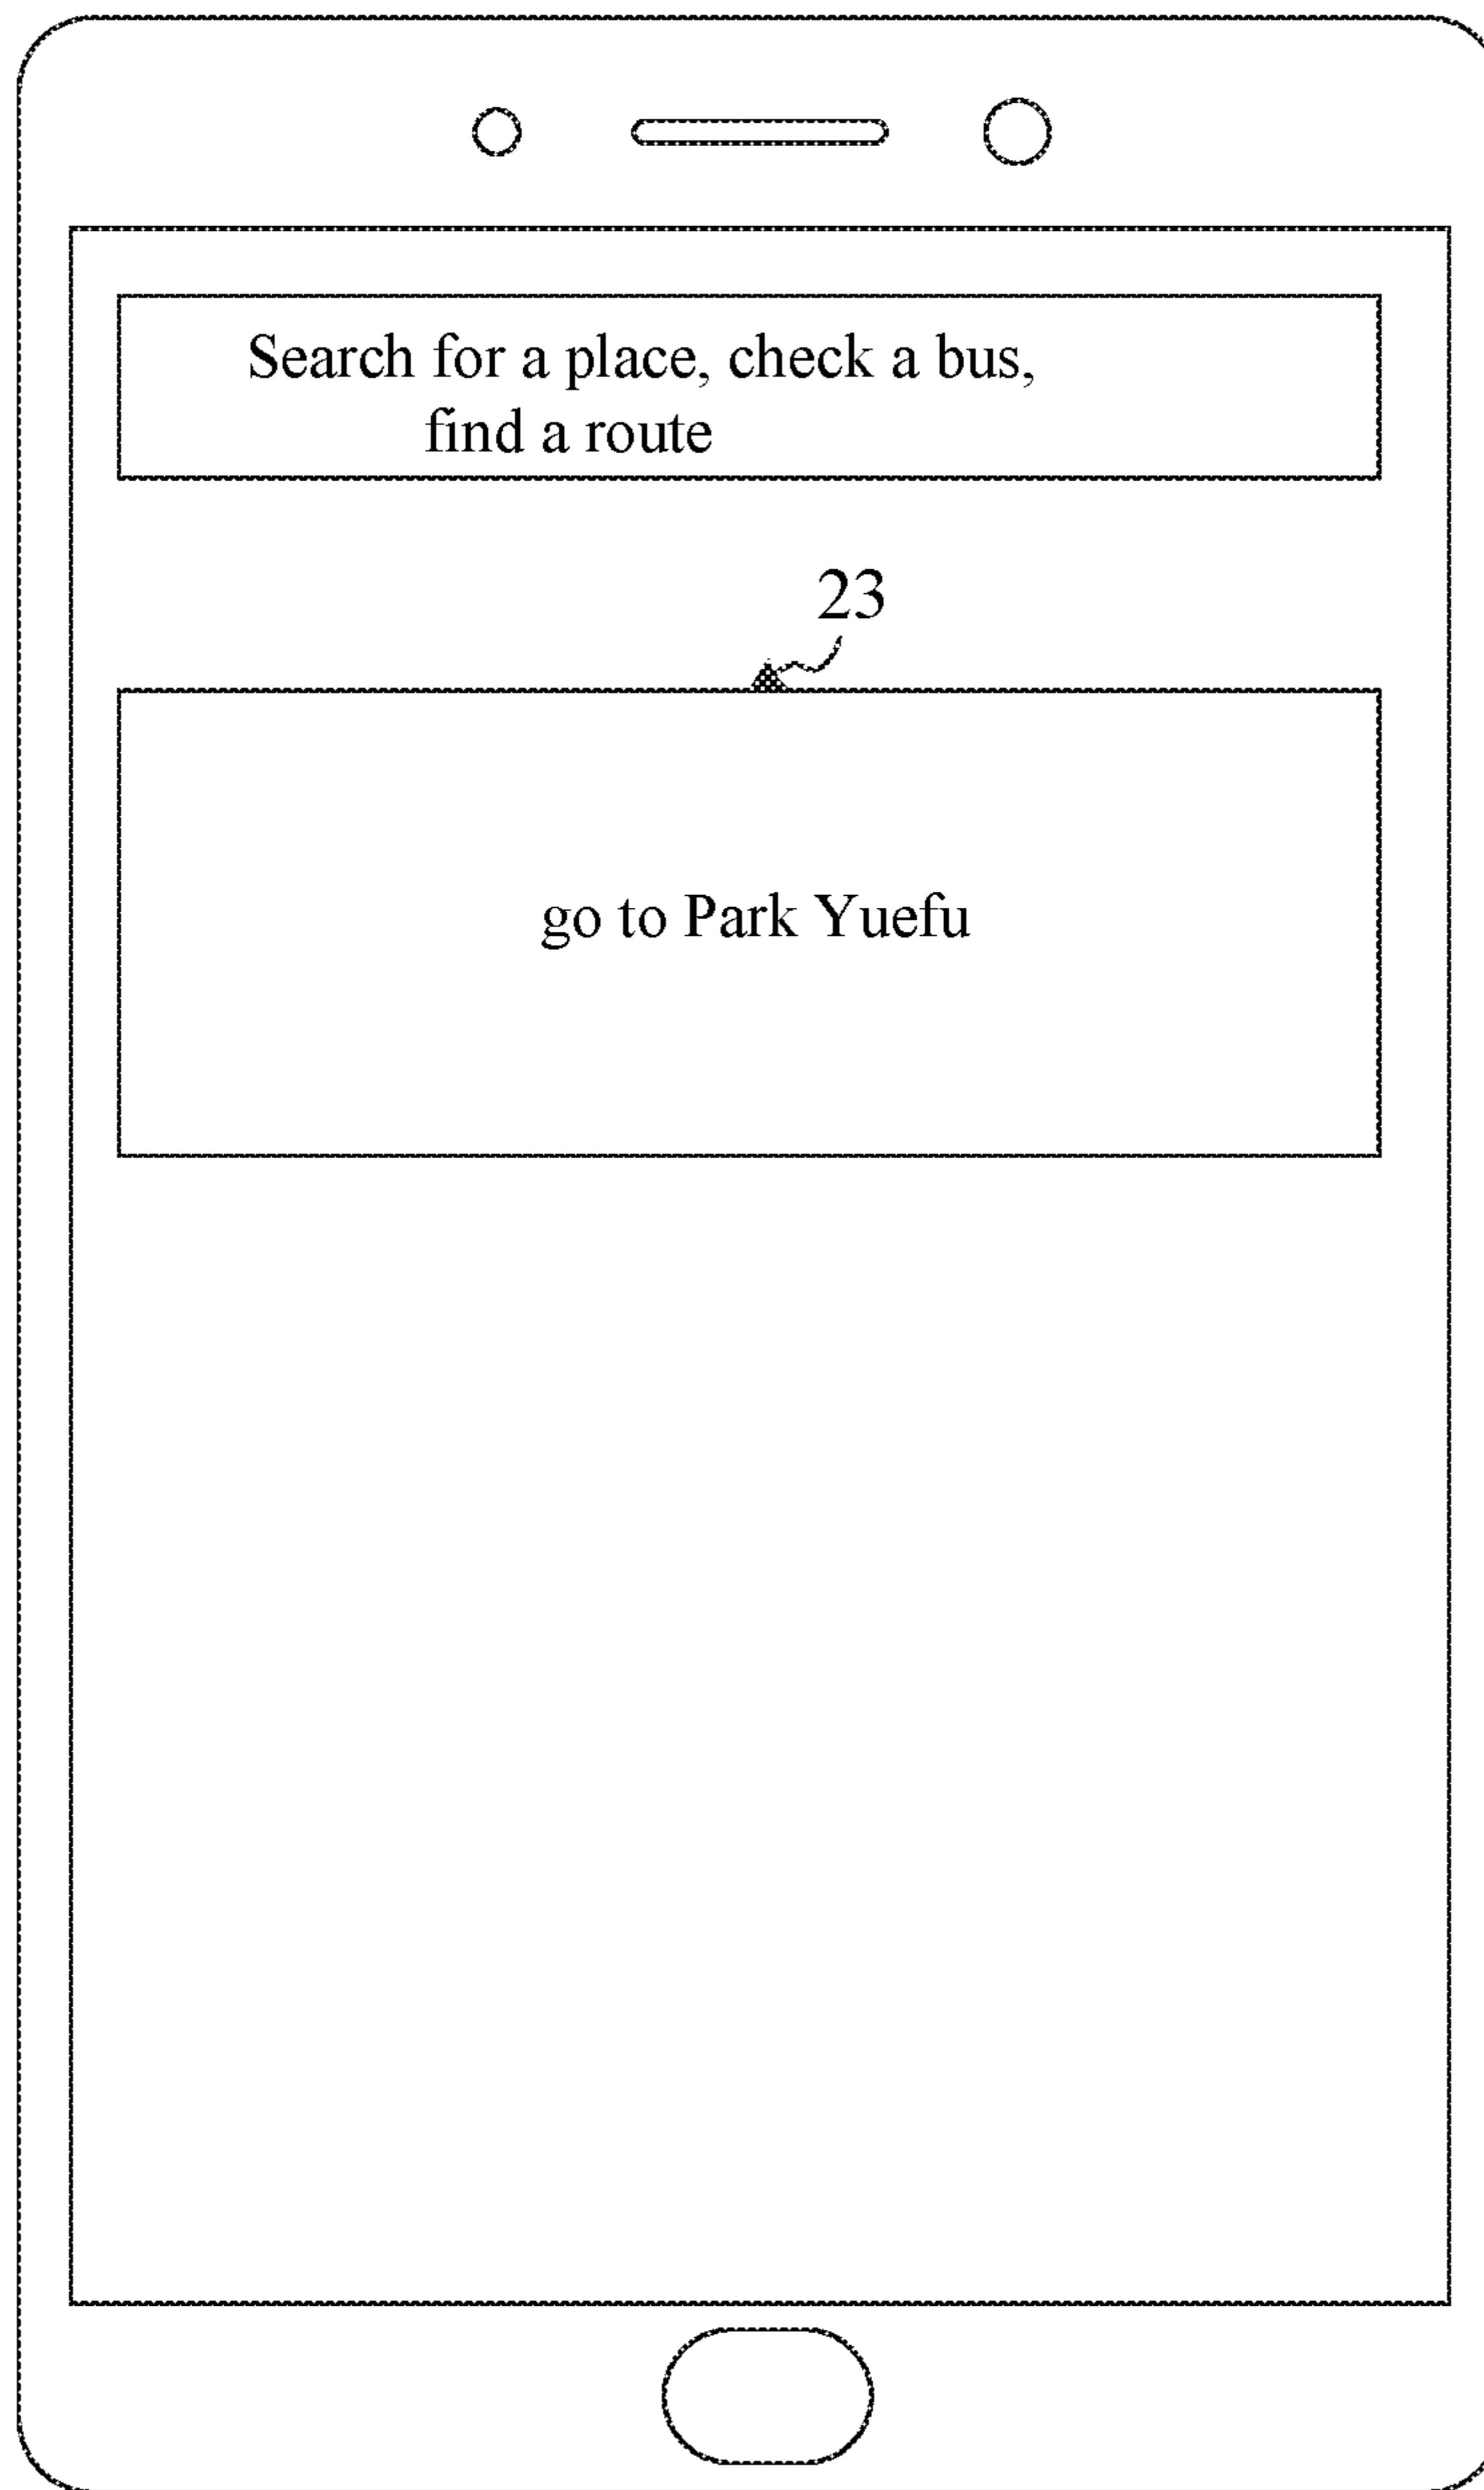 Search for a place, check a bus,
find a route
23
go to Park Yuefu